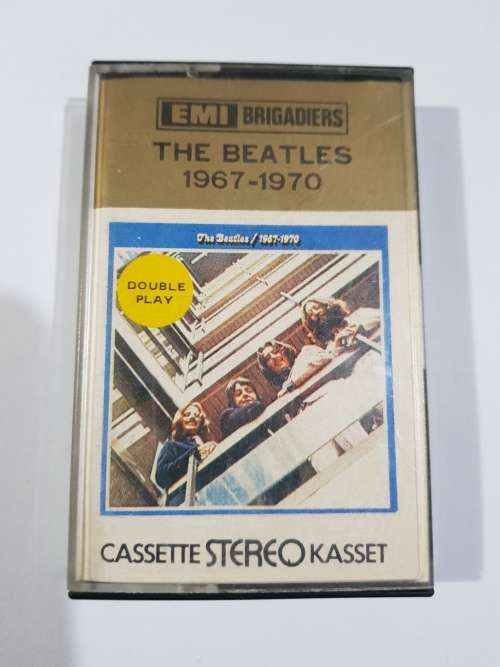 EMI BRIGADIERS
THE BEATLES
1967-1970
The Beatles / 1967-1970
DOUBLE
PLAY
CASSETTE STEREO KASSET